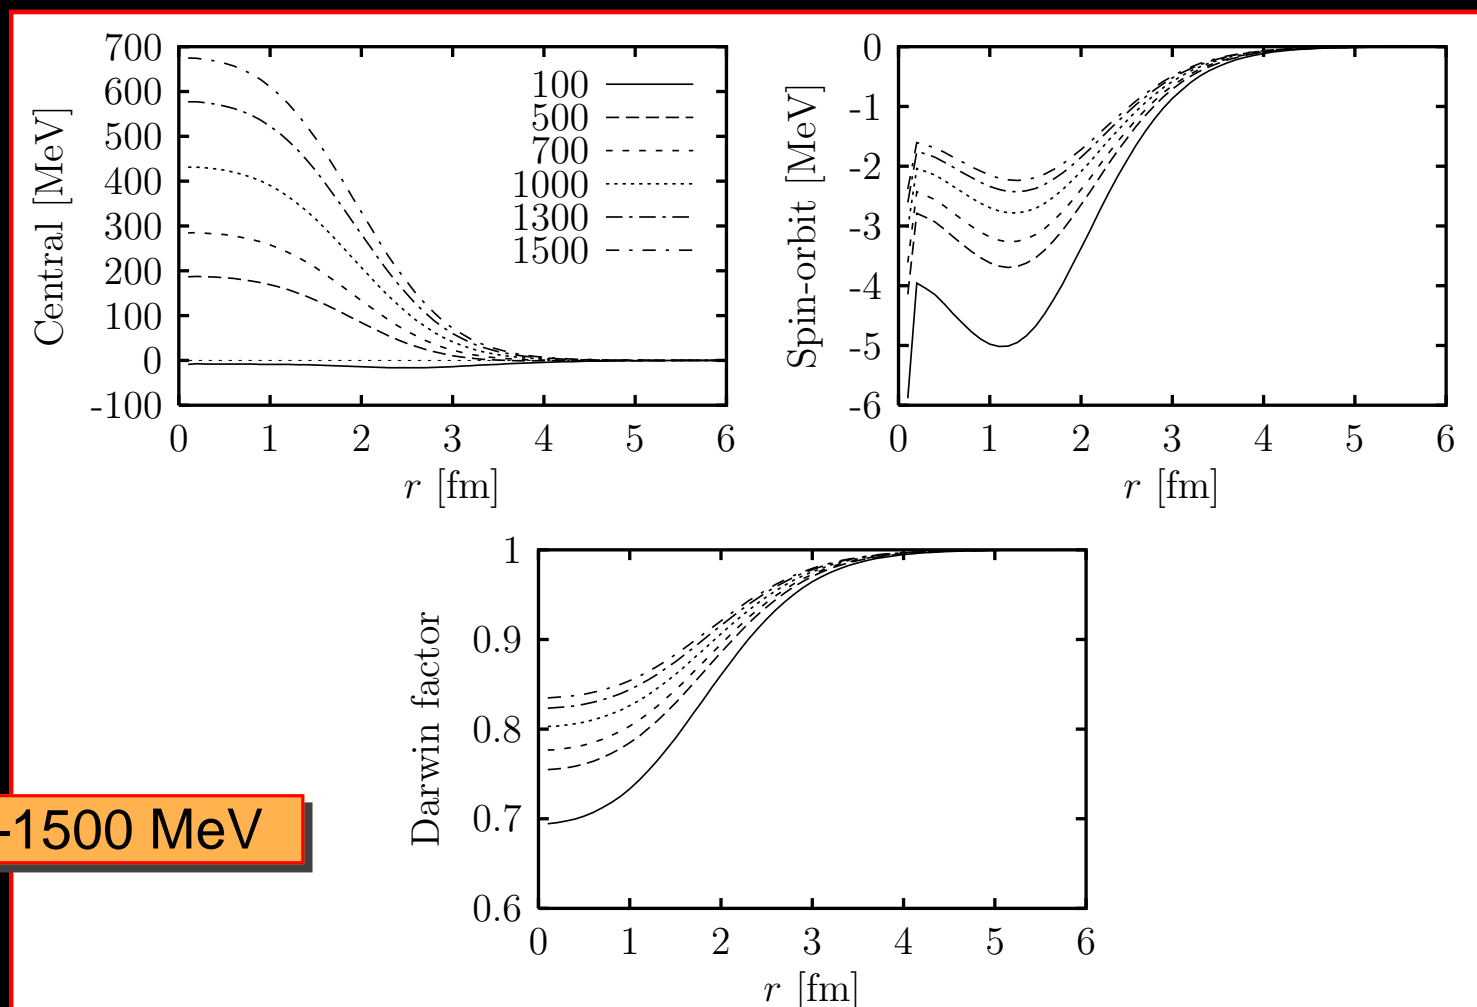 700
600
500
400
300
200
100
0
-100
Central [MeV]
0 1 2 3 4 5 6
r [fm]
100
500
700
1000
1300
1500
0
-1
-2
-3
-4
-5
-6
Spin-orbit [MeV]
0 1 2 3 4 5 6
r [fm]
1
0.9
0.8
0.7
0.6
Darwin factor
0 1 2 3 4 5 6
r [fm]
-1500 MeV